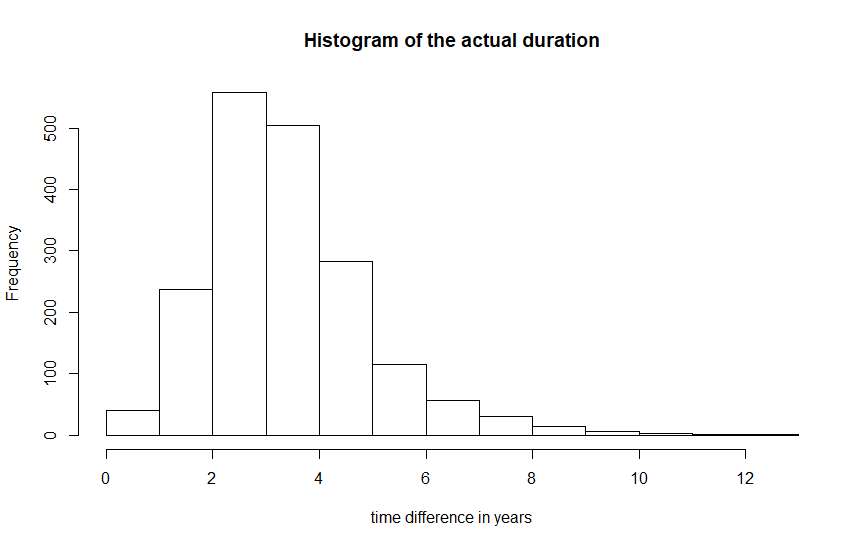 Histogram of the actual duration
Frequency
500
400
300
200
100
0
0 2 4 6 8 10 12
time difference in years